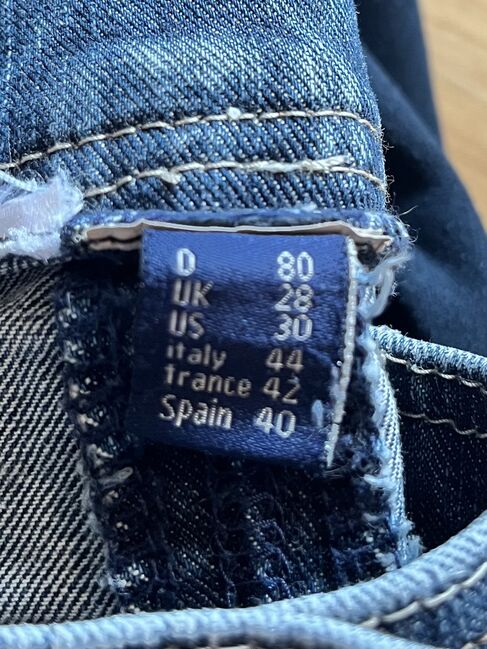 D 80
UK 28
US 30
italy 44
france 42
Spain 40